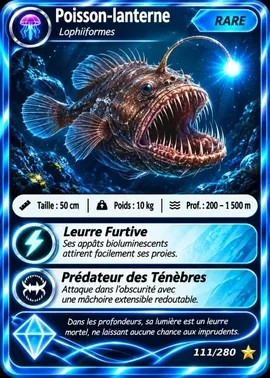 Poisson-lanterne
RARE
Lophiiformes
Taille : 50 cm | Poids : 10 kg | Prof. : 200 – 1 500 m
Leurre Furtive
Ses appâts bioluminescents
attirent facilement ses proies.
Prédateur des Ténèbres
Attaque dans l'obscurité avec
une mâchoire extensible redoutable.
Dans les profondeurs, sa lumière est un leurre
mortel, ne laissant aucune chance aux imprudents.
111/280